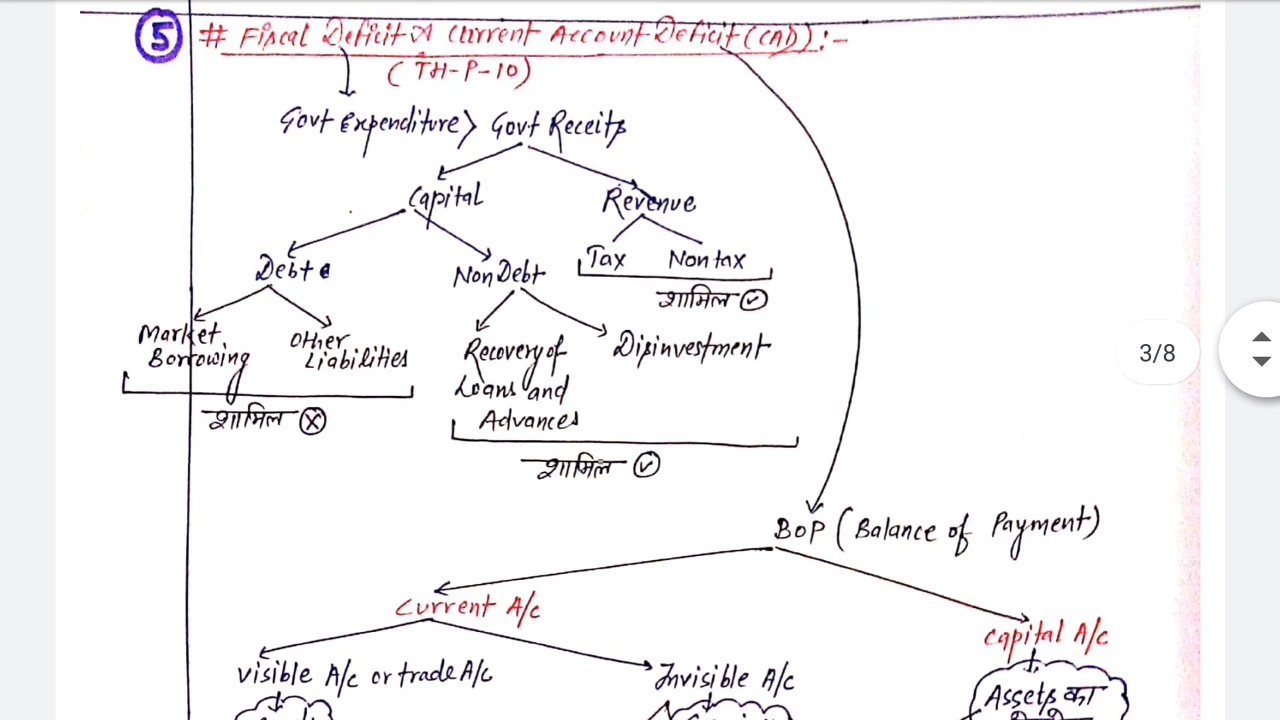 5 # Fiscal Deficit & Current Account Deficit (CAD):-
(TH-P-10)
Govt Expenditure > Govt Receits
Capital
Revenue
Debt
Non Debt
Tax
Non tax
शामिल ✓
Market Borrowing
Other Liabilities
Recovery of Loans and Advances
Disinvestment
शामिल ✗
शामिल ✓
3/8
BOP (Balance of Payment)
Current A/c
Capital A/c
visible A/c or trade A/c
Invisible A/c
Assets का